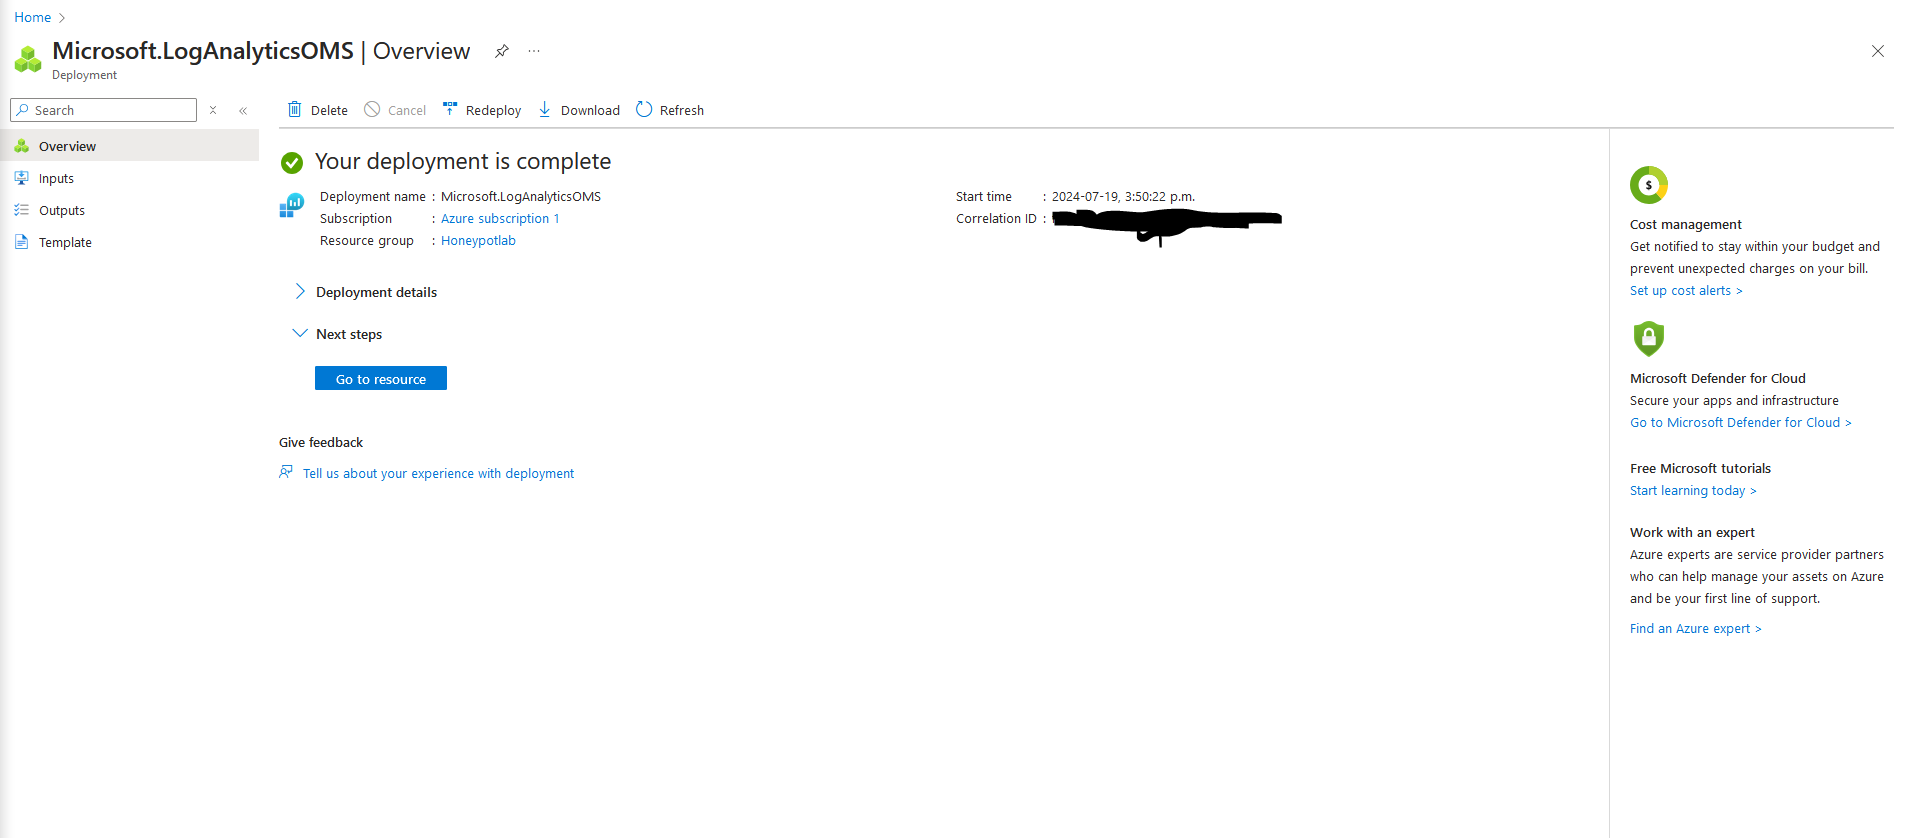 Home
Microsoft.LogAnalyticsOMS | Overview
Deployment
Search
Overview
Inputs
Outputs
Template
Delete
Cancel
Redeploy
Download
Refresh
Your deployment is complete
Deployment name : Microsoft.LogAnalyticsOMS
Subscription : Azure subscription 1
Resource group : Honeypotlab
Start time : 2024-07-19, 3:50:22 p.m.
Correlation ID :
Deployment details
Next steps
Go to resource
Give feedback
Tell us about your experience with deployment
$
Cost management
Get notified to stay within your budget and
prevent unexpected charges on your bill.
Set up cost alerts >
Microsoft Defender for Cloud
Secure your apps and infrastructure
Go to Microsoft Defender for Cloud >
Free Microsoft tutorials
Start learning today >
Work with an expert
Azure experts are service provider partners
who can help manage your assets on Azure
and be your first line of support.
Find an Azure expert >